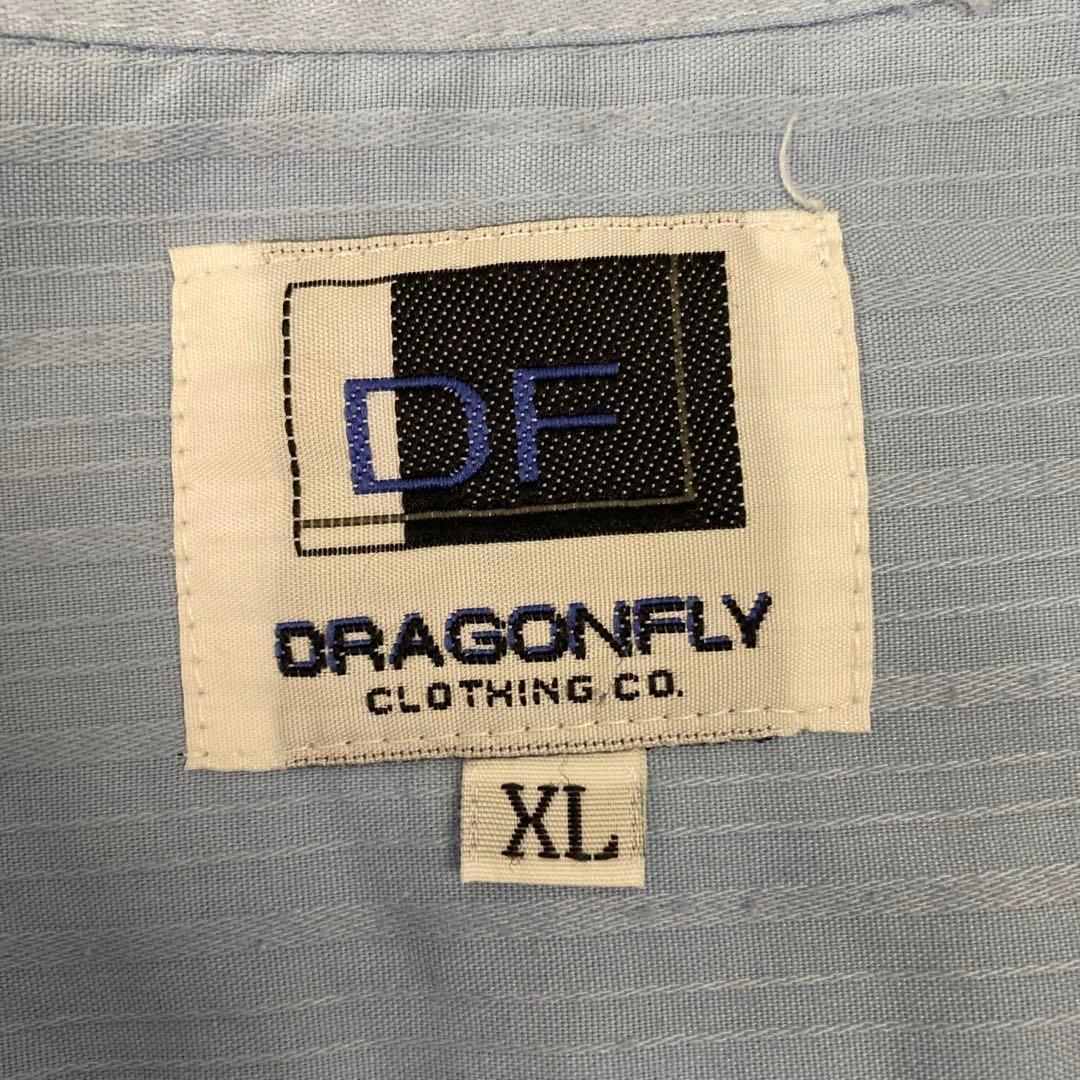 DF
DRAGONFLY
CLOTHING CO.
XL